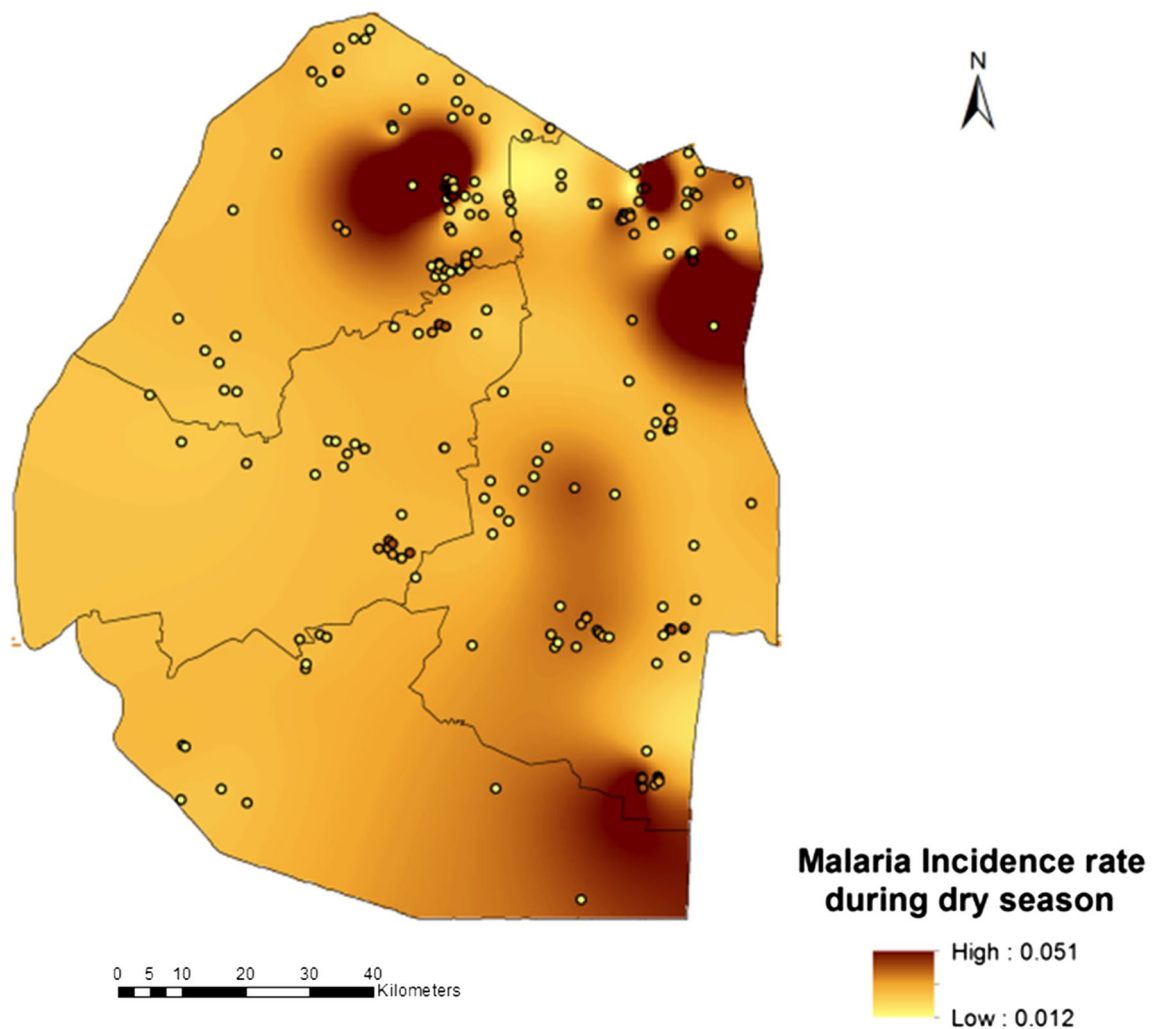 N
Malaria Incidence rate
during dry season
High : 0.051
Low : 0.012
0 5 10 20 30 40
Kilometers